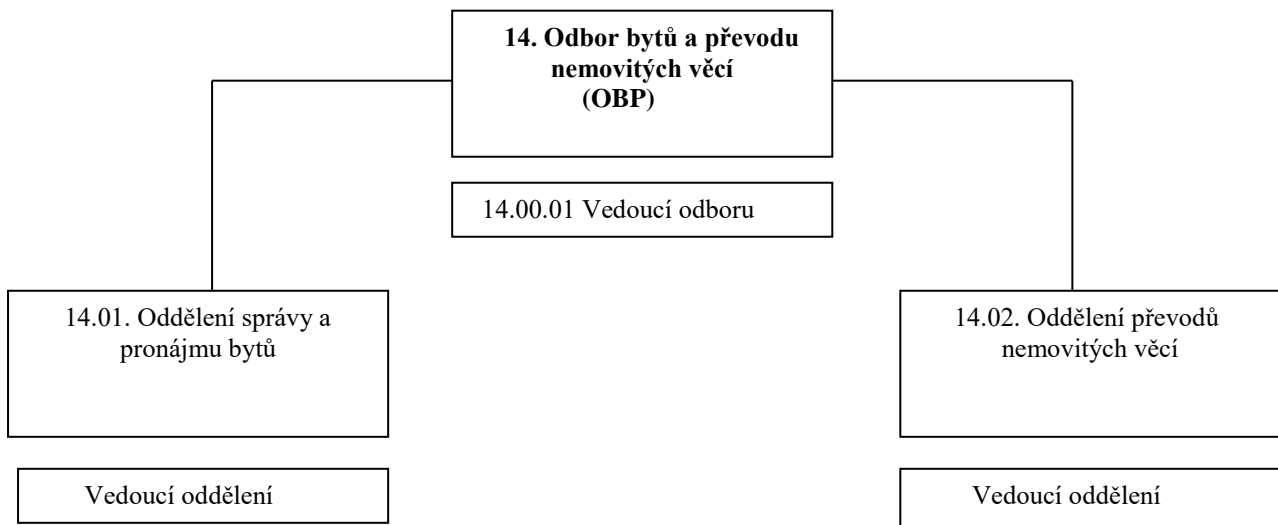 14. Odbor bytů a převodu
nemovitých věcí
(OBP)
14.00.01 Vedoucí odboru
14.01. Oddělení správy a
pronájmu bytů
14.02. Oddělení převodů
nemovitých věcí
Vedoucí oddělení
Vedoucí oddělení